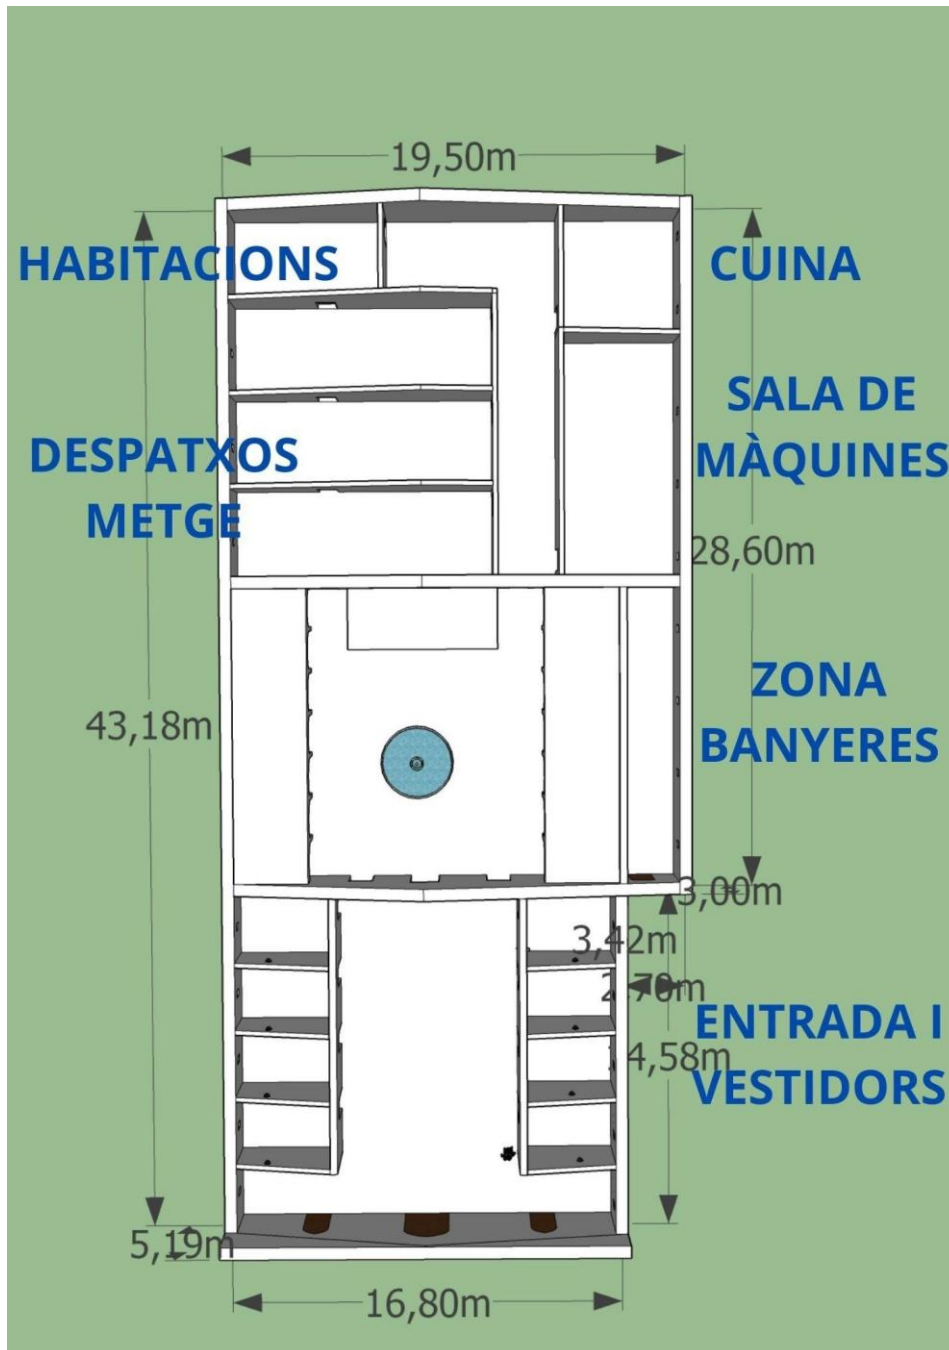 19,50m
HABITACIONS
CUINA
SALA DE
MÀQUINES
DESPATXOS
METGE
28,60m
ZONA
BANYERES
43,18m
3,00m
3,42m
ENTRADA I
VESTIDORS
4,58m
5,19m
16,80m